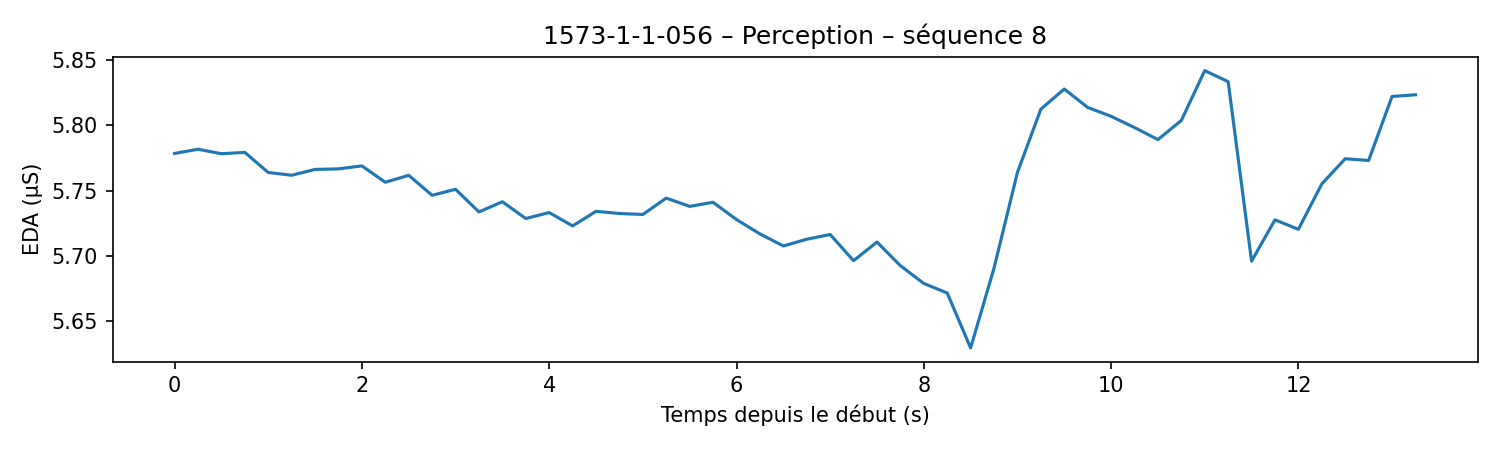 1573-1-1-056 – Perception – séquence 8
EDA (µS)
5.85
5.80
5.75
5.70
5.65
0 2 4 6 8 10 12
Temps depuis le début (s)